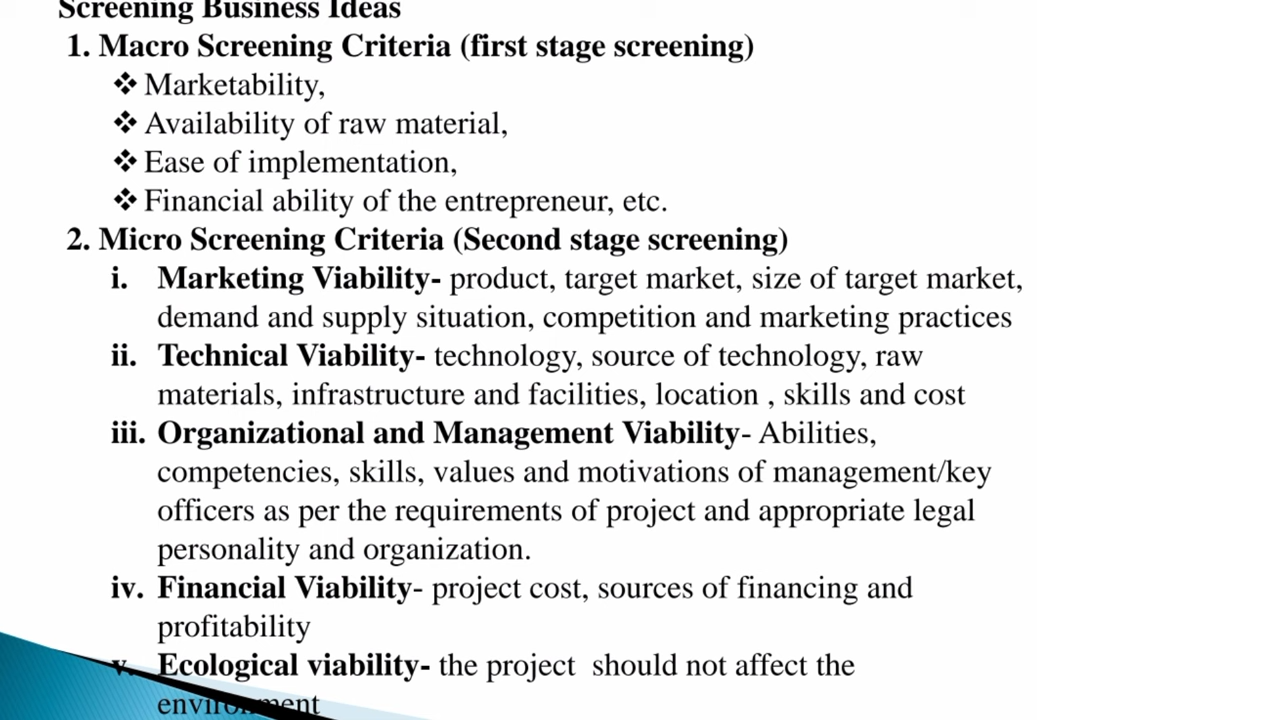 Screening Business Ideas
1. Macro Screening Criteria (first stage screening)
❖ Marketability,
❖ Availability of raw material,
❖ Ease of implementation,
❖ Financial ability of the entrepreneur, etc.
2. Micro Screening Criteria (Second stage screening)
i. Marketing Viability- product, target market, size of target market,
demand and supply situation, competition and marketing practices
ii. Technical Viability- technology, source of technology, raw
materials, infrastructure and facilities, location , skills and cost
iii. Organizational and Management Viability- Abilities,
competencies, skills, values and motivations of management/key
officers as per the requirements of project and appropriate legal
personality and organization.
iv. Financial Viability- project cost, sources of financing and
profitability
v. Ecological viability- the project  should not affect the
environment